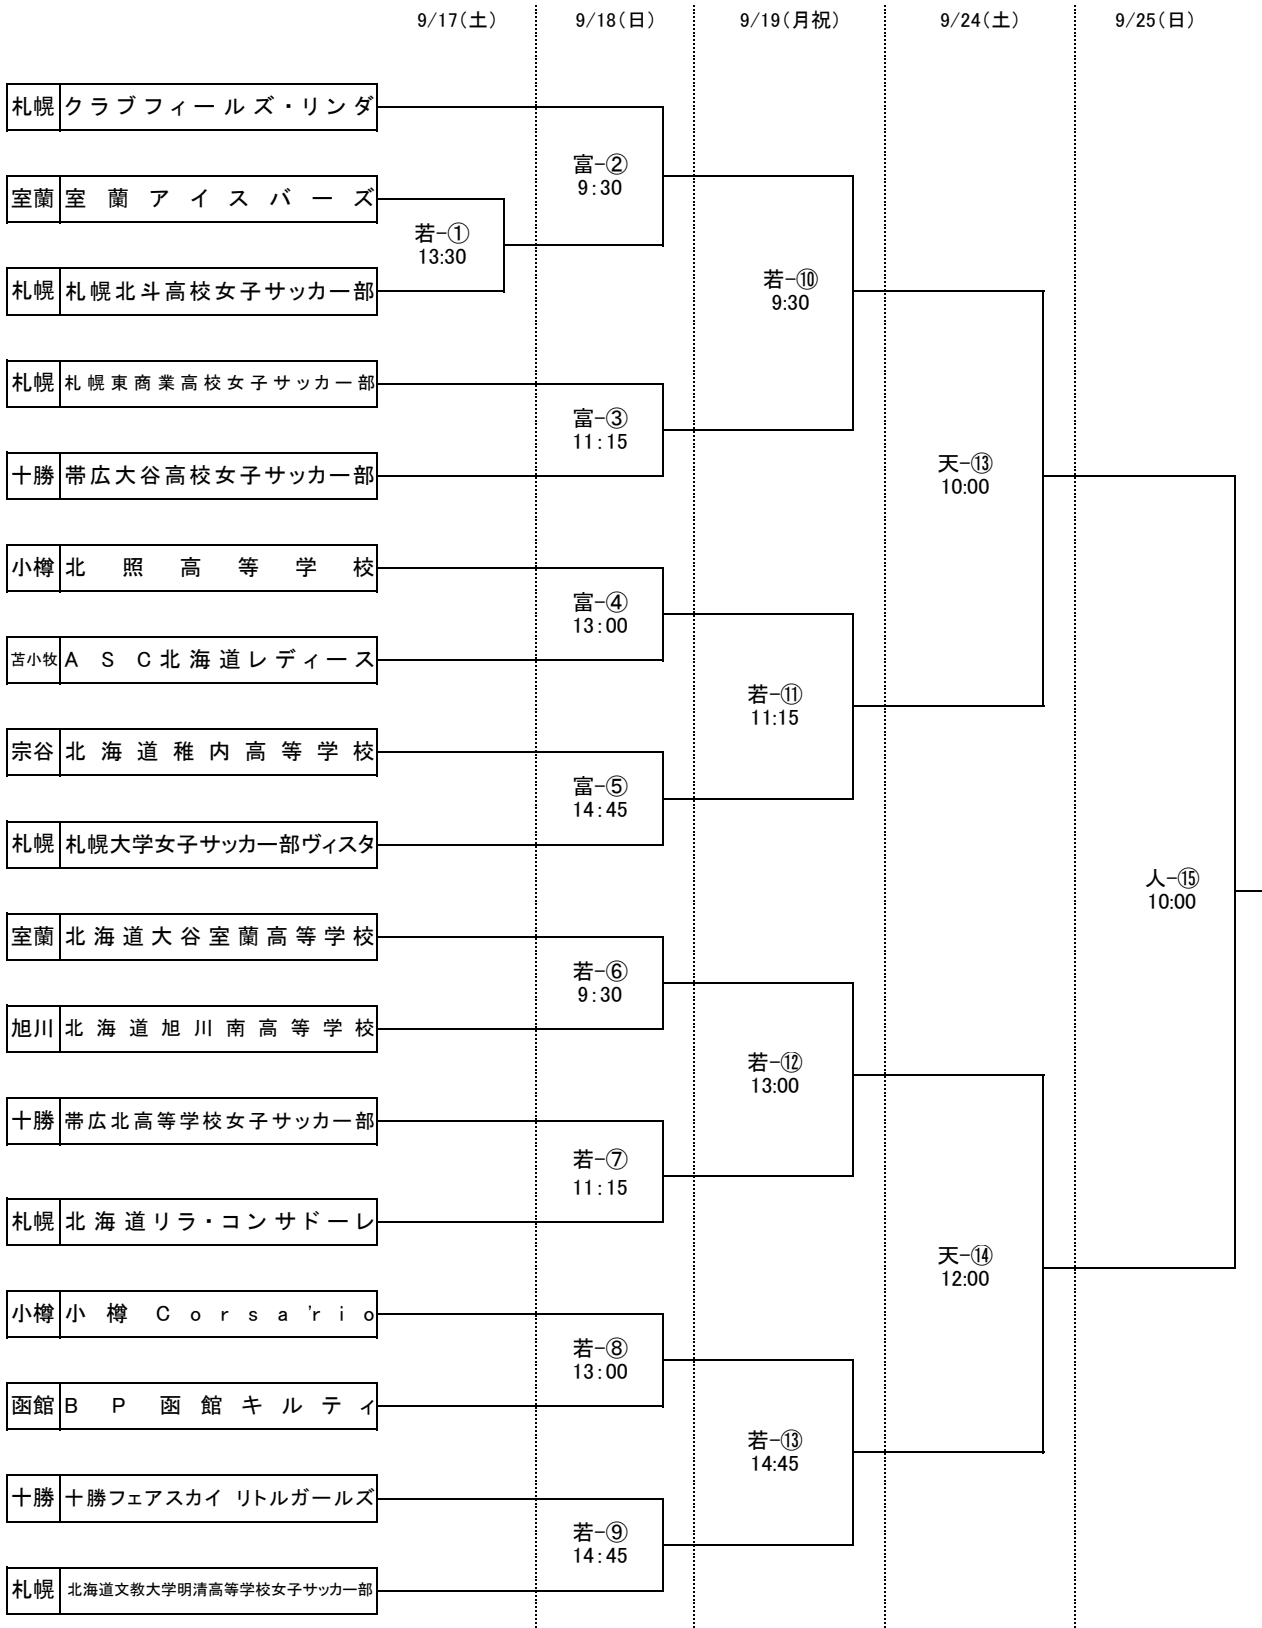 9/17(土) 9/18(日) 9/19(月祝) 9/24(土) 9/25(日)
札幌 クラブフィールズ・リンダ
富-②
9:30
室蘭 室蘭アイスバーズ
若-①
13:30
札幌 札幌北斗高校女子サッカー部
若-⑩
9:30
札幌 札幌東商業高校女子サッカー部
富-③
11:15
十勝 帯広大谷高校女子サッカー部
天-⑬
10:00
小樽 北照高等学校
富-④
13:00
苫小牧 ASC北海道レディース
若-⑪
11:15
宗谷 北海道稚内高等学校
富-⑤
14:45
札幌 札幌大学女子サッカー部ヴィスタ
人-⑮
10:00
室蘭 北海道大谷室蘭高等学校
若-⑥
9:30
旭川 北海道旭川南高等学校
若-⑫
13:00
十勝 帯広北高等学校女子サッカー部
若-⑦
11:15
札幌 北海道リラ・コンサドーレ
天-⑭
12:00
小樽 小樽Corsa'rio
若-⑧
13:00
函館 BP函館キルティ
若-⑬
14:45
十勝 十勝フェアスカイ リトルガールズ
若-⑨
14:45
札幌 北海道文教大学明清高等学校女子サッカー部